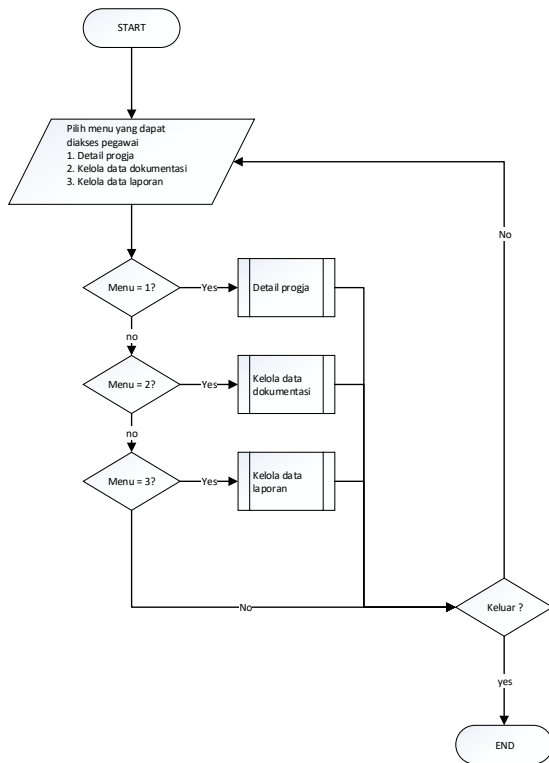 START
Pilih menu yang dapat
diakses pegawai
1. Detail progja
2. Kelola data dokumentasi
3. Kelola data laporan
No
Menu = 1?
Yes
Detail progja
no
Menu = 2?
Yes
Kelola data
dokumentasi
no
Menu = 3?
Yes
Kelola data
laporan
No
Keluar ?
yes
END